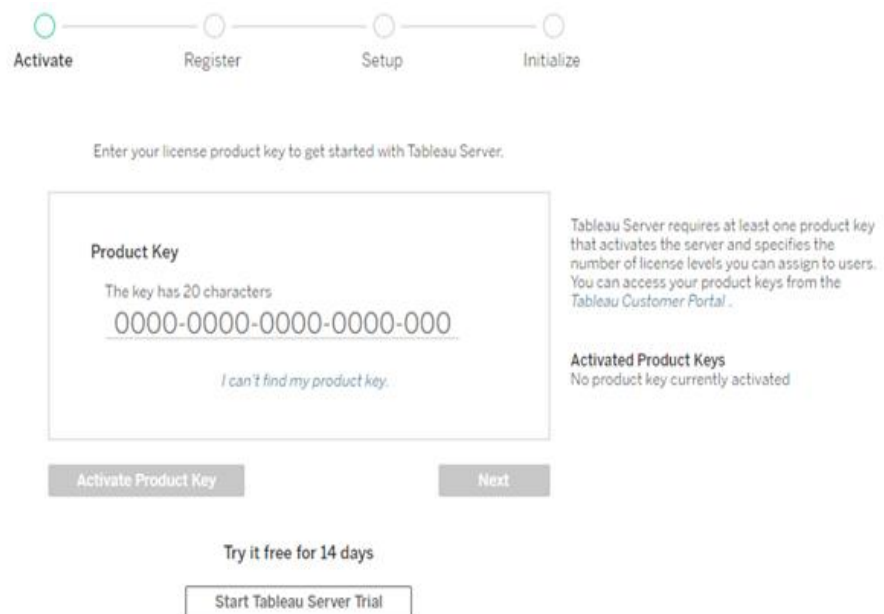 Activate Register Setup Initialize
Enter your license product key to get started with Tableau Server.
Product Key
The key has 20 characters
0000-0000-0000-0000-000
I can't find my product key.
Activate Product Key
Next
Tableau Server requires at least one product key
that activates the server and specifies the
number of license levels you can assign to users.
You can access your product keys from the
Tableau Customer Portal .
Activated Product Keys
No product key currently activated
Try it free for 14 days
Start Tableau Server Trial